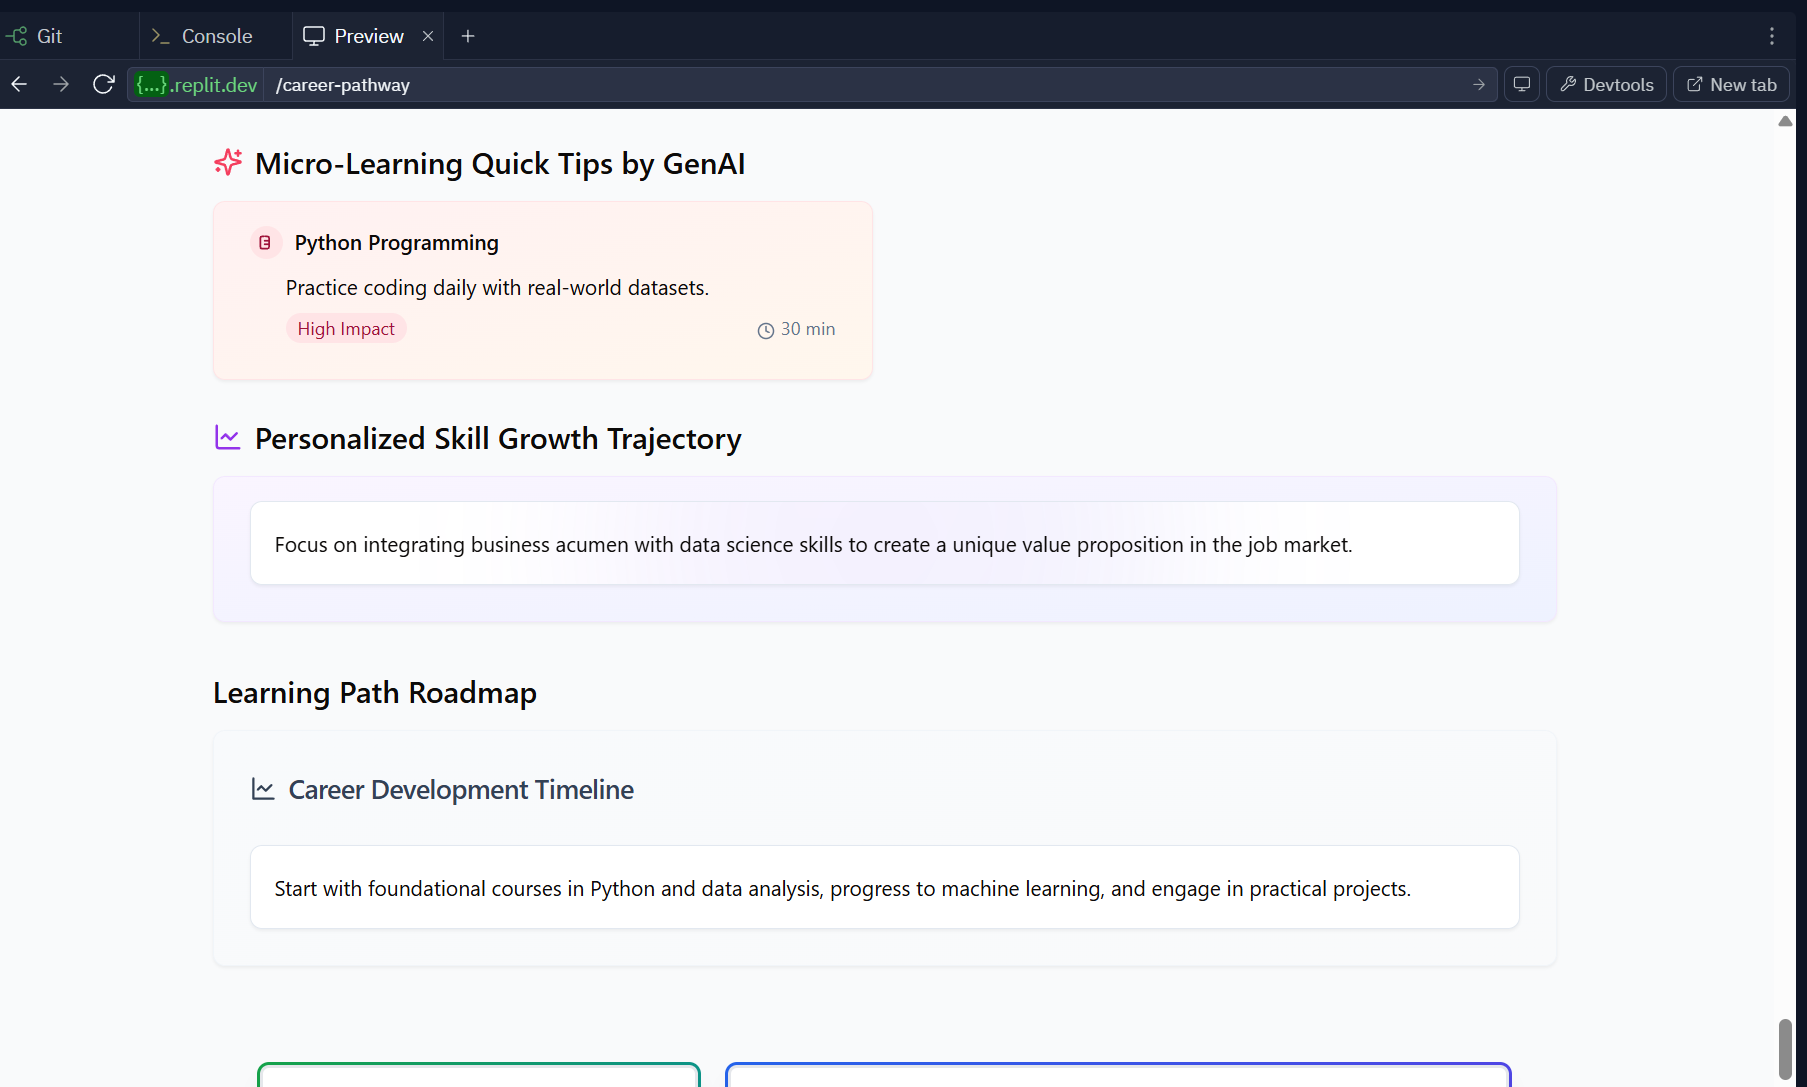 Git
Console
Preview
{...}.replit.dev
/career-pathway
Devtools
New tab
Micro-Learning Quick Tips by GenAI
Python Programming
Practice coding daily with real-world datasets.
High Impact
30 min
Personalized Skill Growth Trajectory
Focus on integrating business acumen with data science skills to create a unique value proposition in the job market.
Learning Path Roadmap
Career Development Timeline
Start with foundational courses in Python and data analysis, progress to machine learning, and engage in practical projects.